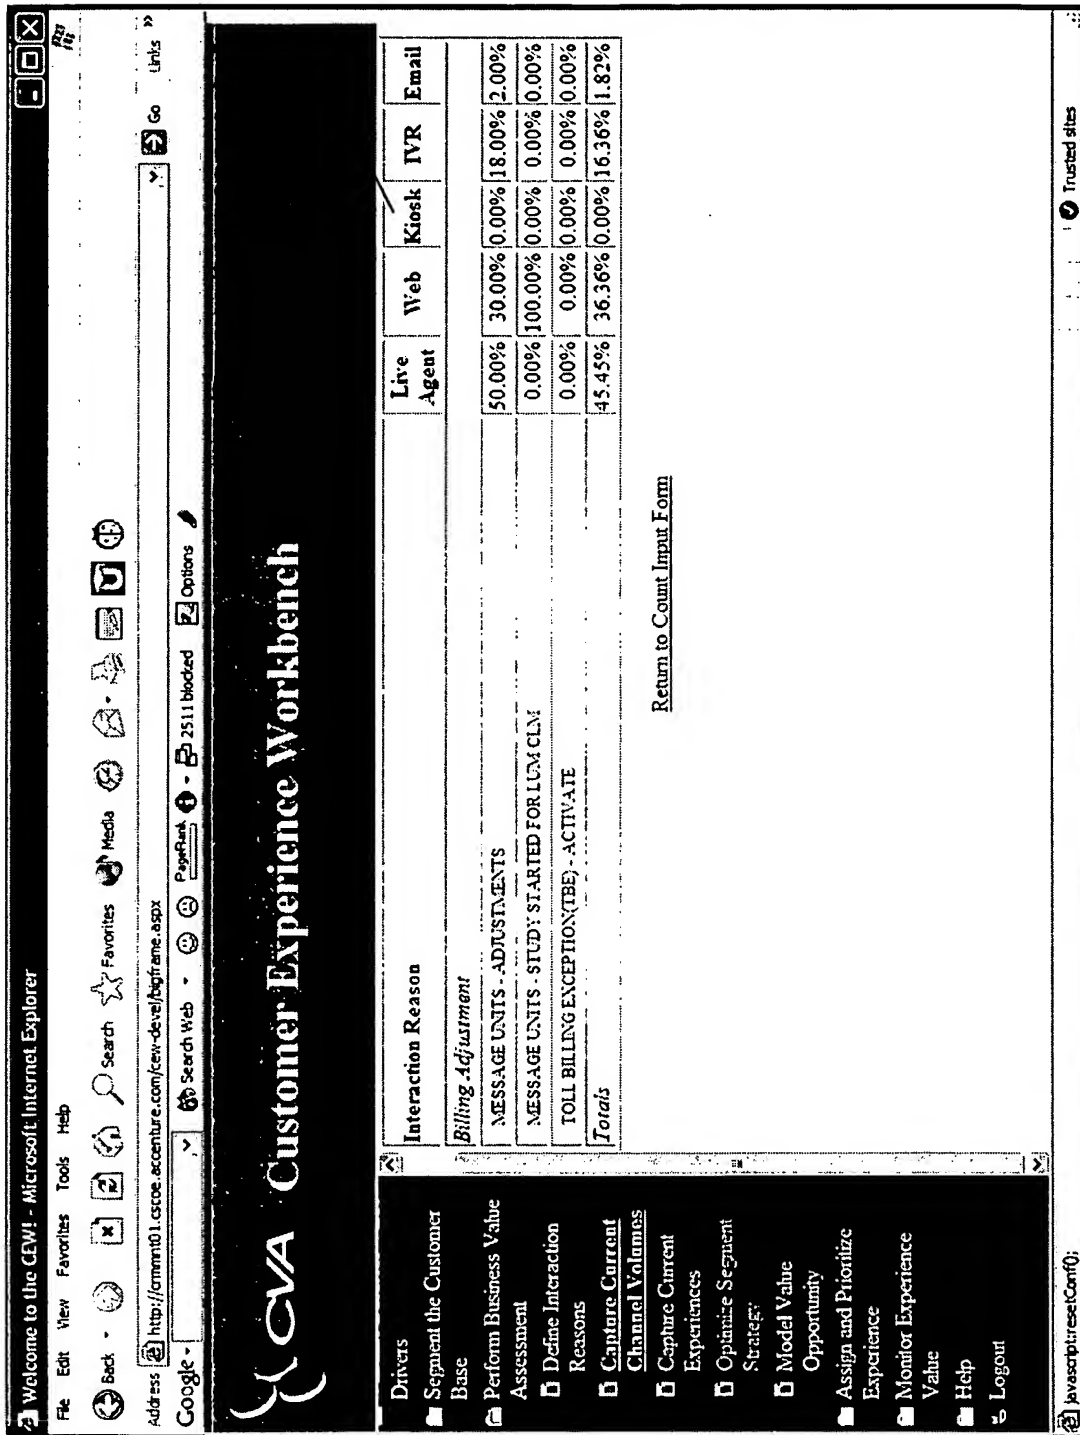 Welcome to the CEW! - Microsoft Internet Explorer
File Edit View Favorites Tools Help
Back Search Favorites Media
Address http://crmnt01.cscoe.accenture.com/cew-devel/bigframe.aspx Go Links »
Google Search Web PageRank 2511 blocked Options
CVA Customer Experience Workbench
Drivers
Segment the Customer
Base
Perform Business Value
Assessment
Define Interaction
Reasons
Capture Current
Channel Volumes
Capture Current
Experiences
Optimize Segment
Strategy
Model Value
Opportunity
Assign and Prioritize
Experience
Monitor Experience
Value
Help
Logout
Interaction Reason Live Agent Web Kiosk IVR Email
Billing Adjustment
MESSAGE UNITS - ADJUSTMENTS 50.00% 30.00% 0.00% 18.00% 2.00%
MESSAGE UNITS - STUDY STARTED FOR LUM CLM 0.00% 100.00% 0.00% 0.00% 0.00%
TOLL BILLING EXCEPTION(TBE) - ACTIVATE 0.00% 0.00% 0.00% 0.00% 0.00%
Totals 45.45% 36.36% 0.00% 16.36% 1.82%
Return to Count Input Form
javascript:resetConf(); Trusted sites